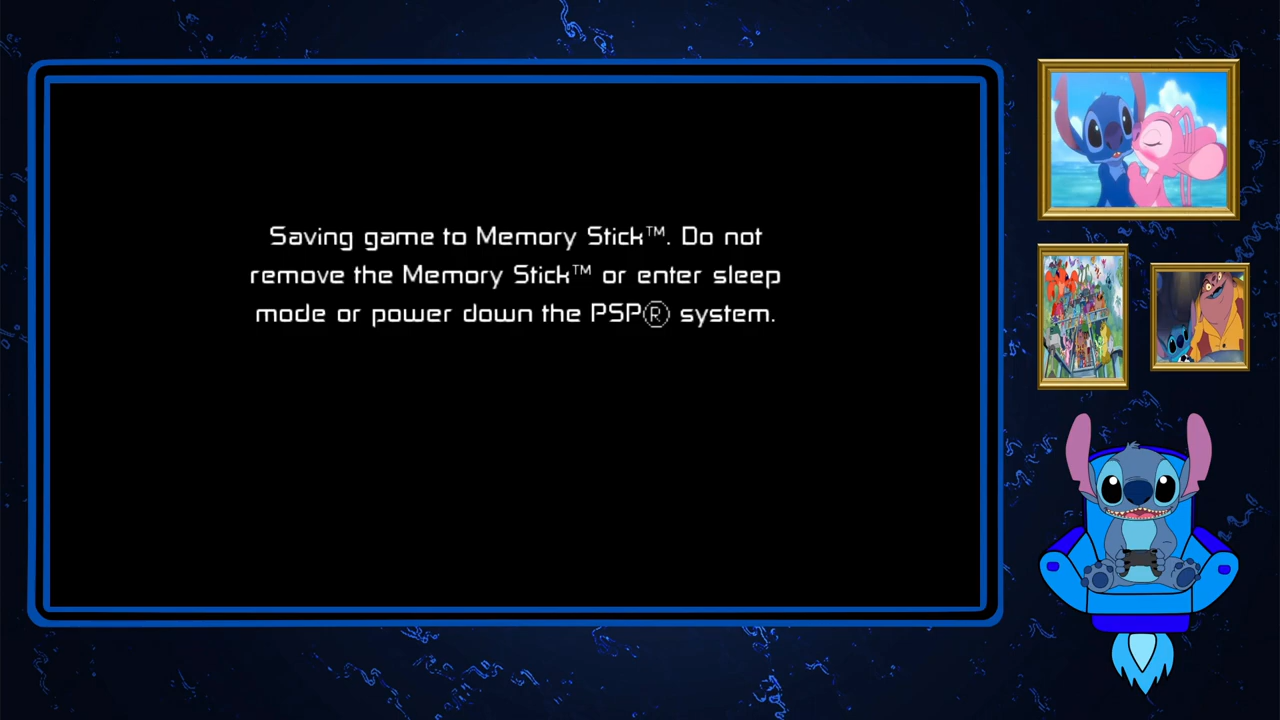 Saving game to Memory Stick™. Do not
remove the Memory Stick™ or enter sleep
mode or power down the PSP® system.